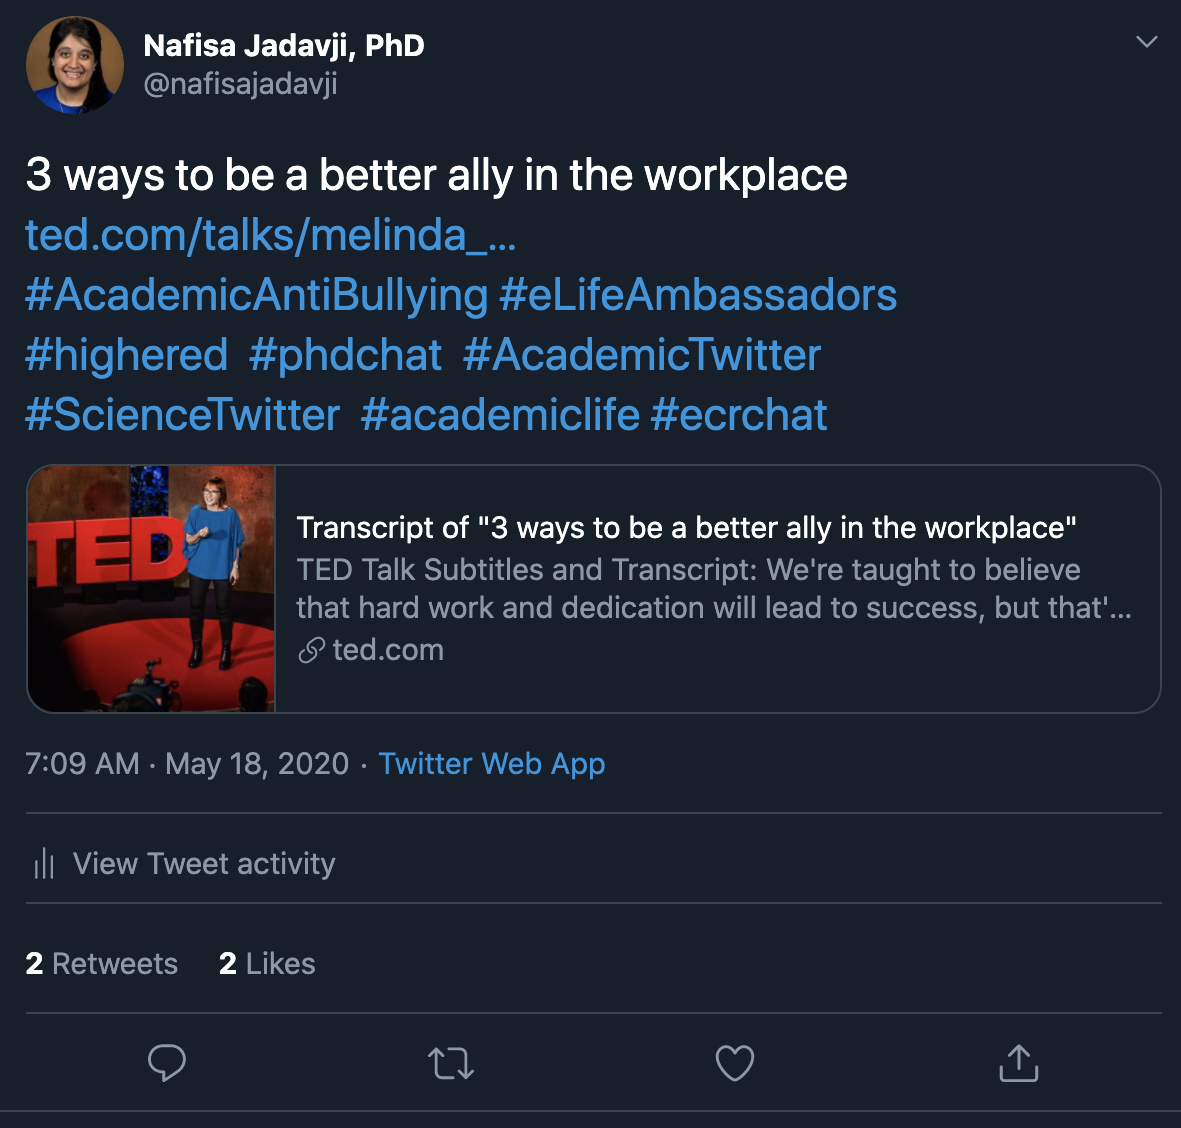 Nafisa Jadavji, PhD
@nafisajadavji
3 ways to be a better ally in the workplace
ted.com/talks/melinda_...
#AcademicAntiBullying #eLifeAmbassadors
#highered #phdchat #AcademicTwitter
#ScienceTwitter #academiclife #ecrchat
TED
Transcript of "3 ways to be a better ally in the workplace"
TED Talk Subtitles and Transcript: We're taught to believe
that hard work and dedication will lead to success, but that'...
ted.com
7:09 AM · May 18, 2020 · Twitter Web App
View Tweet activity
2 Retweets 2 Likes